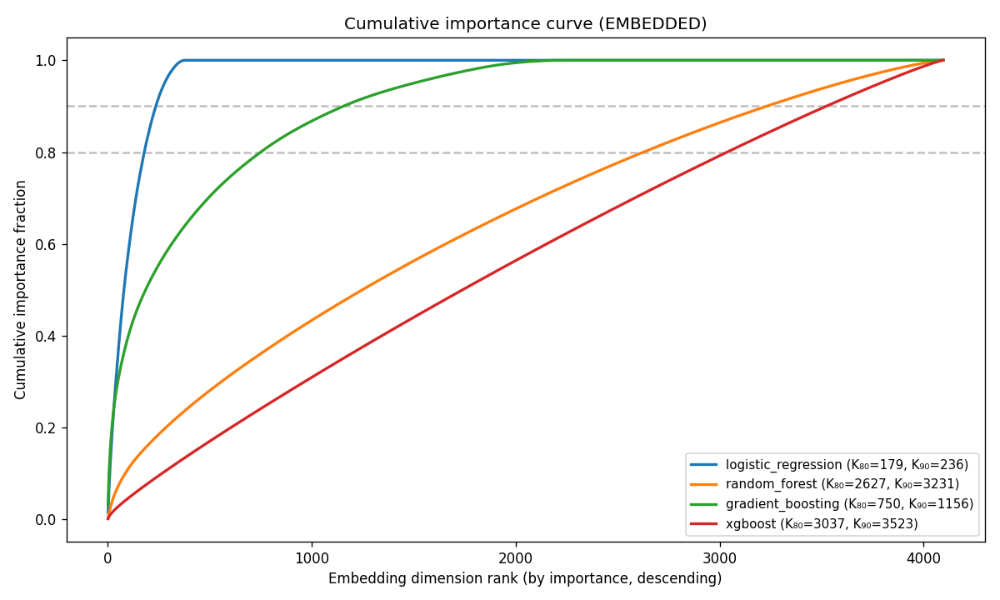 Cumulative importance curve (EMBEDDED)
Cumulative importance fraction
1.0
0.8
0.6
0.4
0.2
0.0
0
1000
2000
3000
4000
Embedding dimension rank (by importance, descending)
logistic_regression (K₈₀=179, K₉₀=236)
random_forest (K₈₀=2627, K₉₀=3231)
gradient_boosting (K₈₀=750, K₉₀=1156)
xgboost (K₈₀=3037, K₉₀=3523)